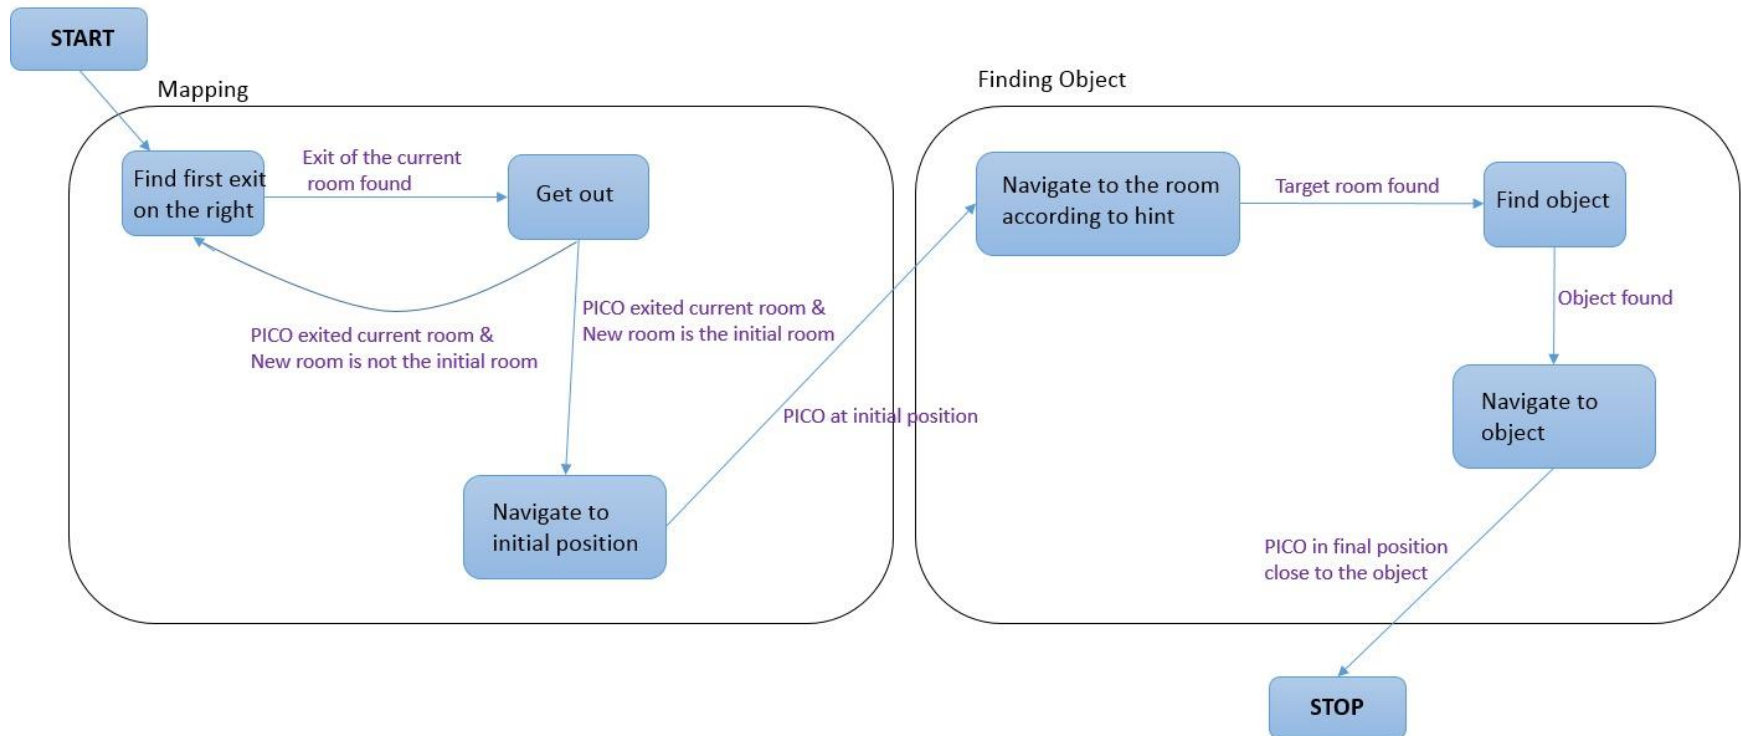 START
Mapping
Find first exit
on the right
Exit of the current
room found
Get out
PICO exited current room &
New room is not the initial room
PICO exited current room &
New room is the initial room
Navigate to
initial position
PICO at initial position
Finding Object
Navigate to the room
according to hint
Target room found
Find object
Object found
Navigate to
object
PICO in final position
close to the object
STOP